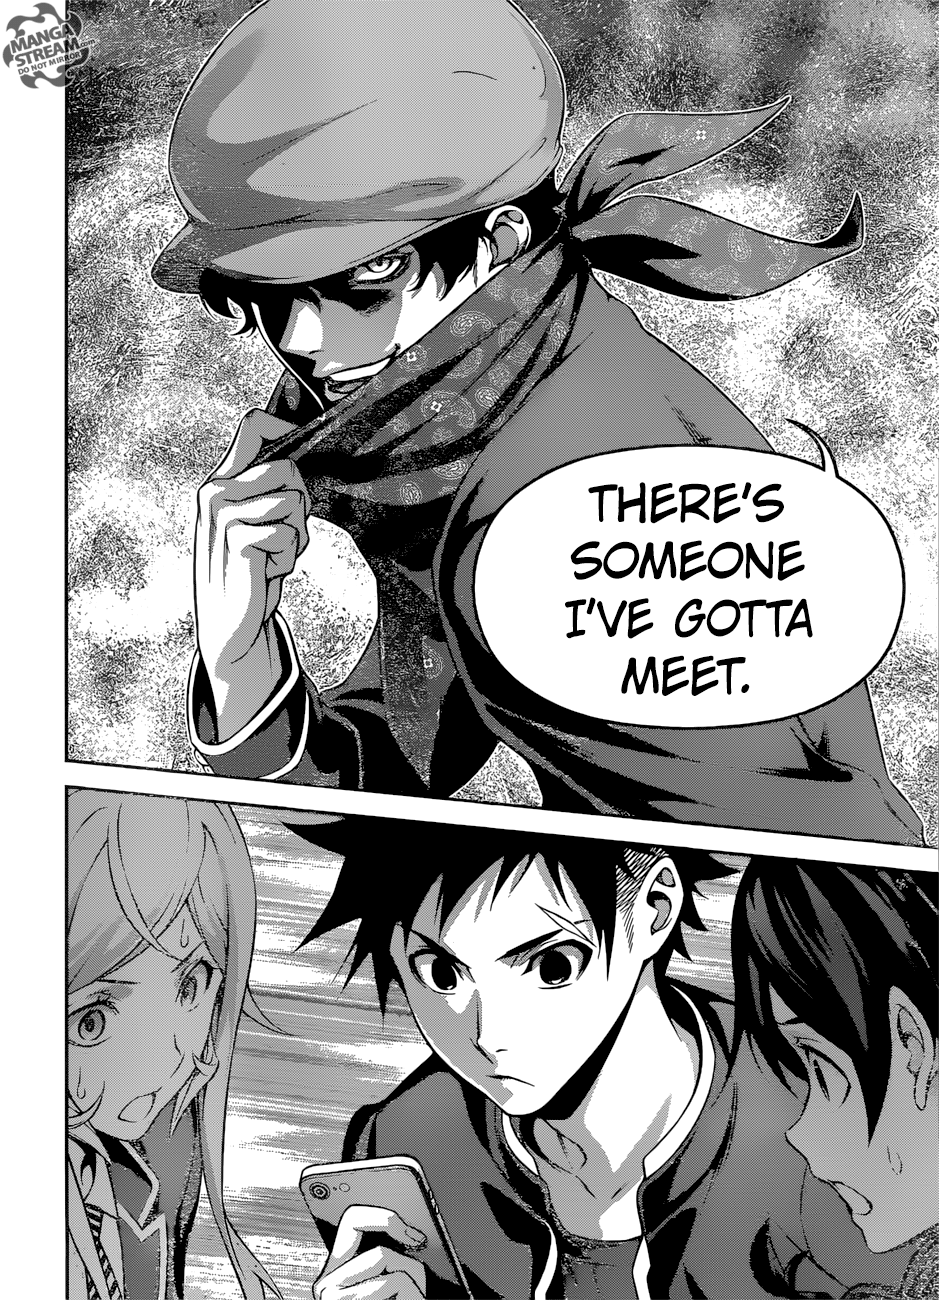 MANGA
STREAM
DO NOT MIRROR
THERE'S
SOMEONE
I'VE GOTTA
MEET.